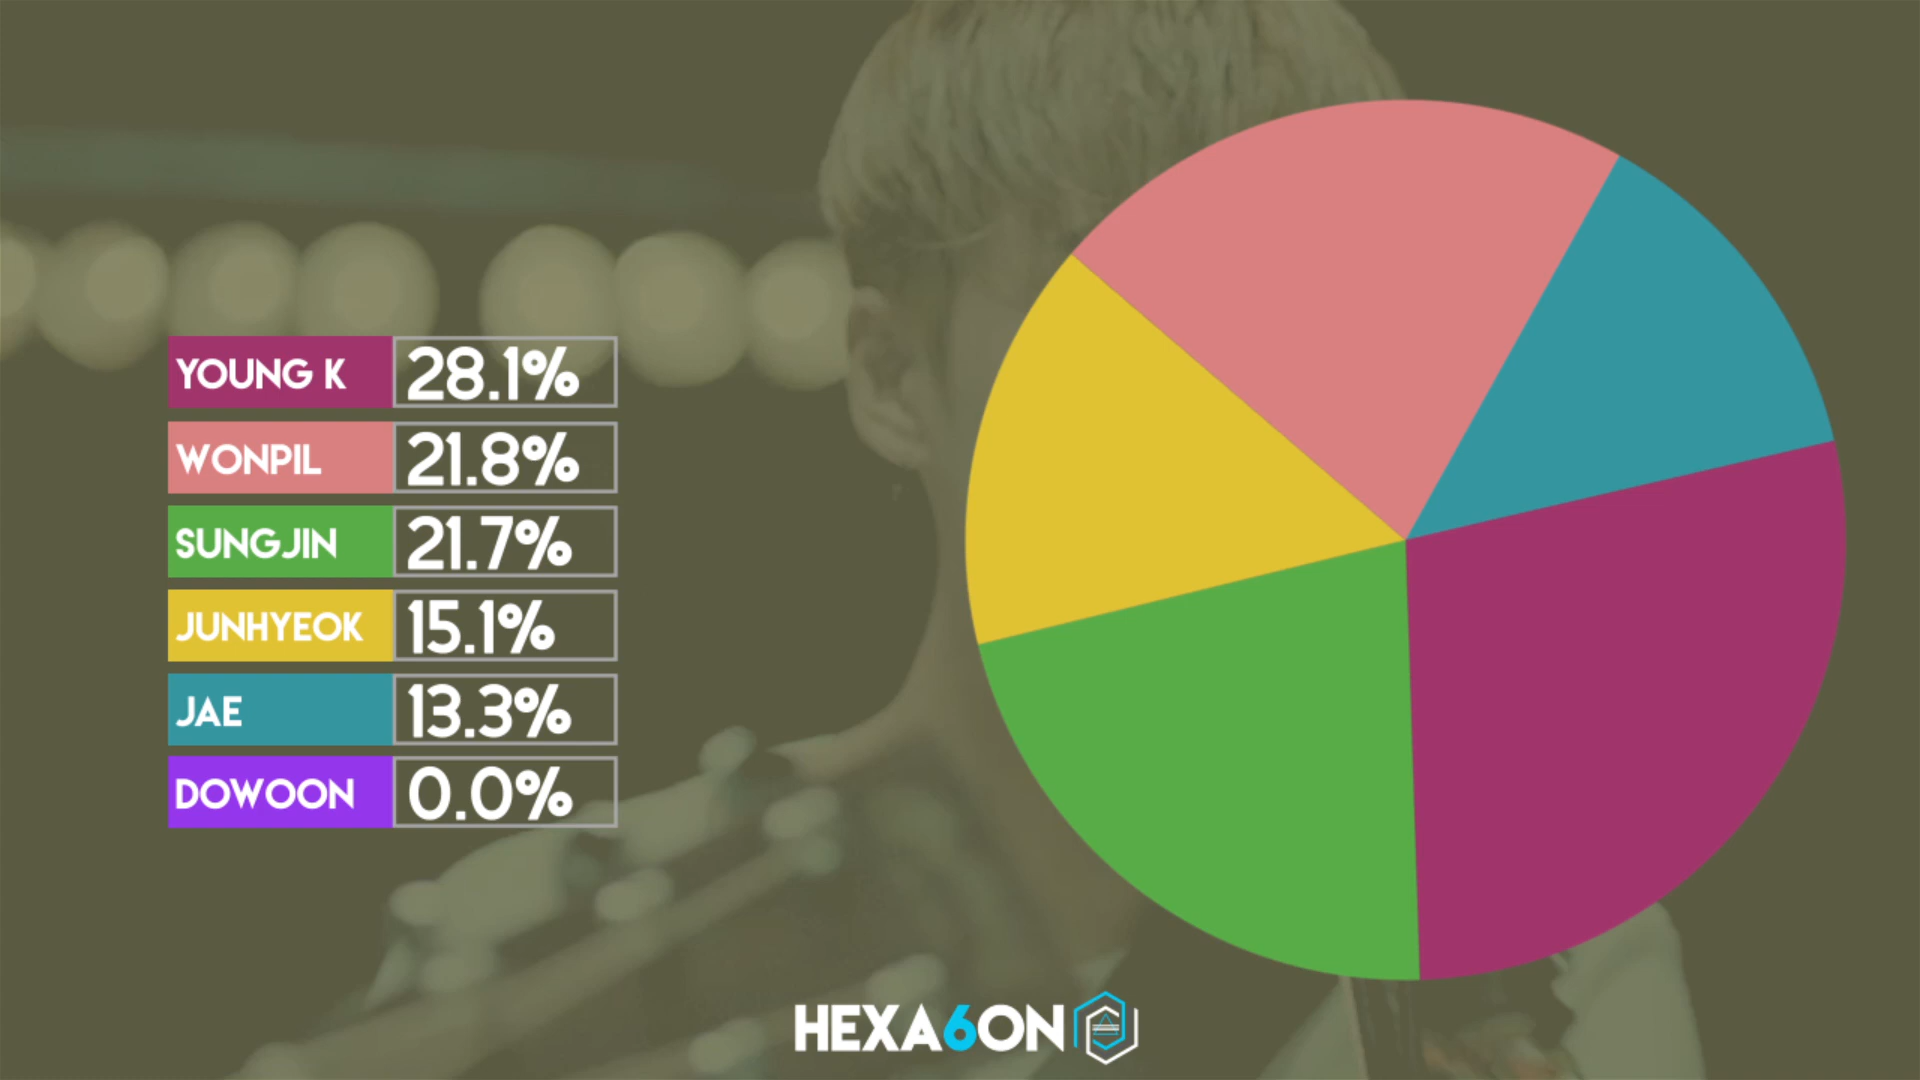 YOUNG K 28.1%
WONPIL 21.8%
SUNGJIN 21.7%
JUNHYEOK 15.1%
JAE 13.3%
DOWOON 0.0%
HEXA6ON